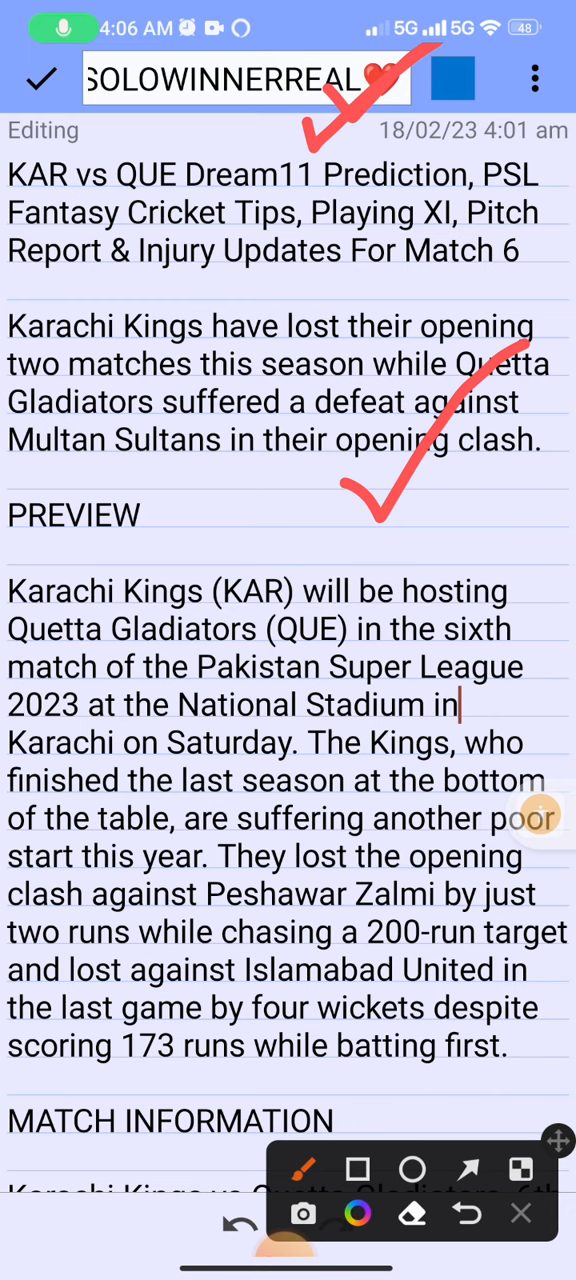 4:06 AM 5G 5G 48
SOLOWINNERREAL❤️
Editing 18/02/23 4:01 am
KAR vs QUE Dream11 Prediction, PSL
Fantasy Cricket Tips, Playing XI, Pitch
Report & Injury Updates For Match 6
Karachi Kings have lost their opening
two matches this season while Quetta
Gladiators suffered a defeat against
Multan Sultans in their opening clash.
PREVIEW
Karachi Kings (KAR) will be hosting
Quetta Gladiators (QUE) in the sixth
match of the Pakistan Super League
2023 at the National Stadium in
Karachi on Saturday. The Kings, who
finished the last season at the bottom
of the table, are suffering another poor
start this year. They lost the opening
clash against Peshawar Zalmi by just
two runs while chasing a 200-run target
and lost against Islamabad United in
the last game by four wickets despite
scoring 173 runs while batting first.
MATCH INFORMATION